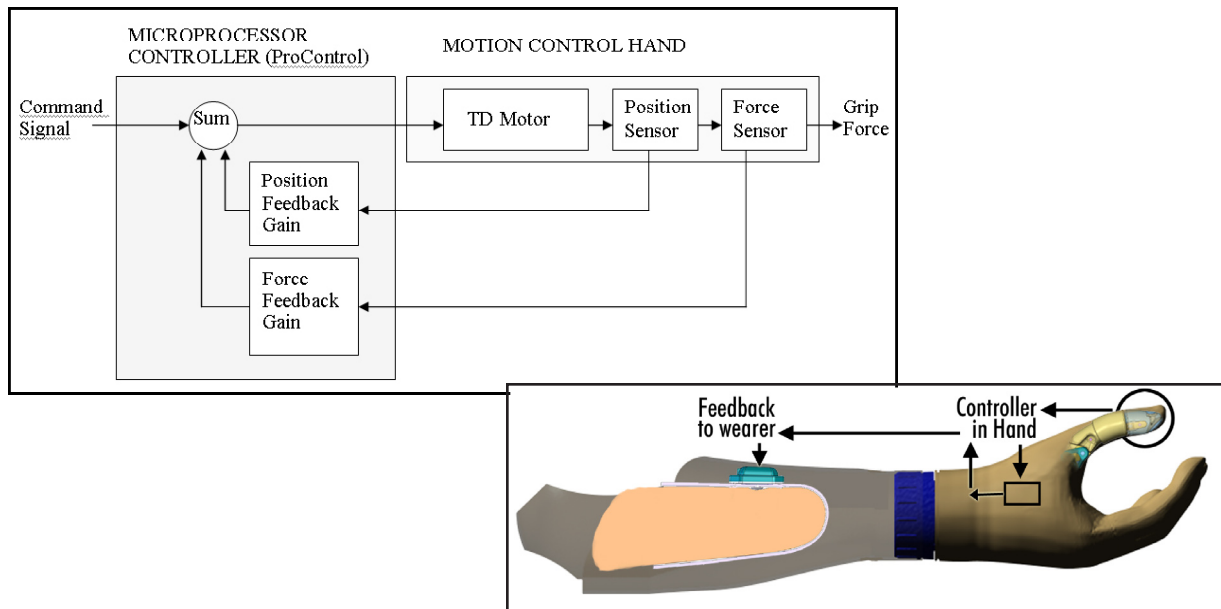 MICROPROCESSOR
CONTROLLER (ProControl)
MOTION CONTROL HAND
Command
Signal
Sum
TD Motor
Position
Sensor
Force
Sensor
Grip
Force
Position
Feedback
Gain
Force
Feedback
Gain
Feedback
to wearer
Controller
in Hand